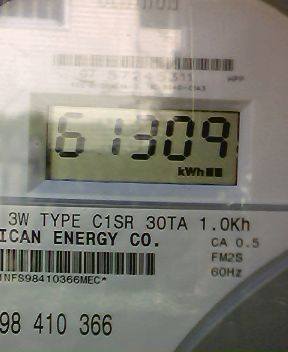 61309
kWh
3W TYPE C1SR 30TA 1.0Kh
ICAN ENERGY CO.
CA 0.5
FM2S
60Hz
INFS98410366MEC*
98 410 366